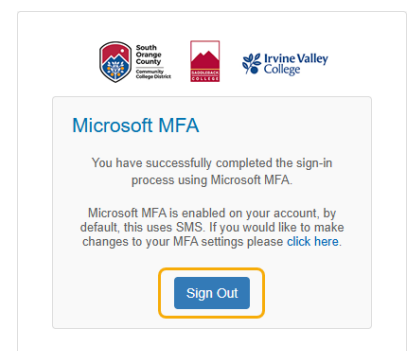 South
Orange
County
Community
College District
SADDLEBACK
COLLEGE
Irvine Valley
College
Microsoft MFA
You have successfully completed the sign-in
process using Microsoft MFA.
Microsoft MFA is enabled on your account, by
default, this uses SMS. If you would like to make
changes to your MFA settings please click here.
Sign Out